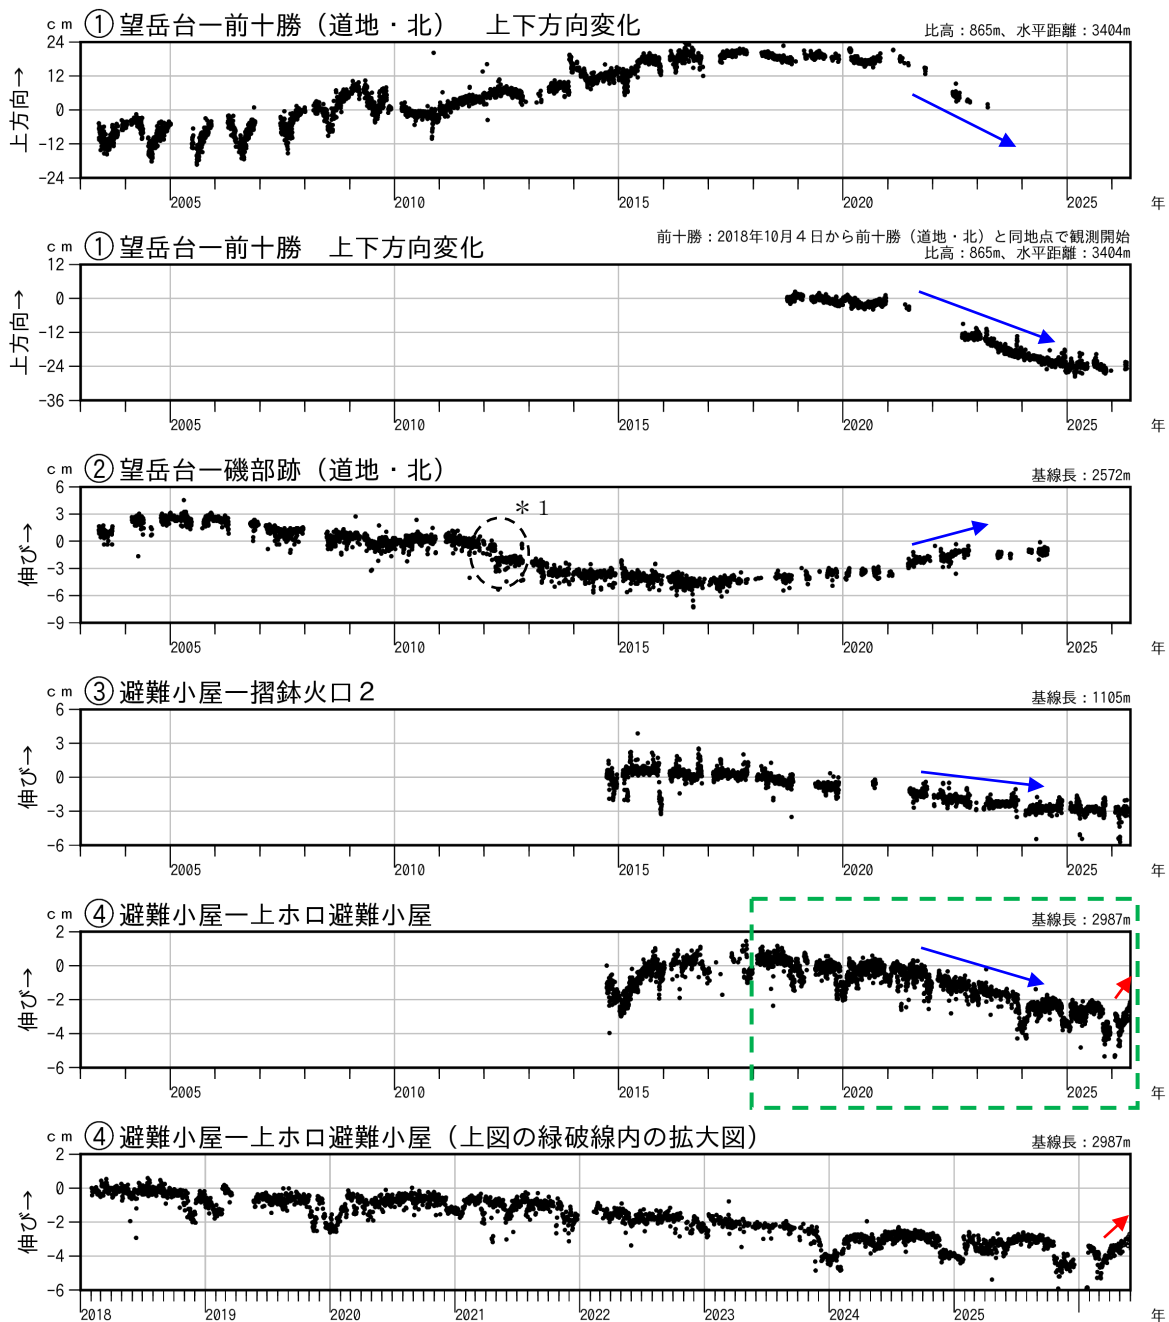 cm ①望岳台－前十勝（道地・北）　上下方向変化 比高：865m、水平距離：3404m
24
12
0
-12
-24
上方向→
2005 2010 2015 2020 2025 年
cm ①望岳台－前十勝　上下方向変化 前十勝：2018年10月４日から前十勝（道地・北）と同地点で観測開始
比高：865m、水平距離：3404m
12
0
-12
-24
-36
上方向→
2005 2010 2015 2020 2025 年
cm ②望岳台－磯部跡（道地・北） 基線長：2572m
6
3
0
-3
-6
-9
伸び→
＊1
2005 2010 2015 2020 2025 年
cm ③避難小屋－摺鉢火口２ 基線長：1105m
6
3
0
-3
-6
伸び→
2005 2010 2015 2020 2025 年
cm ④避難小屋－上ホロ避難小屋 基線長：2987m
2
0
-2
-4
-6
伸び→
2005 2010 2015 2020 2025 年
cm ④避難小屋－上ホロ避難小屋（上図の緑破線内の拡大図） 基線長：2987m
2
0
-2
-4
-6
伸び→
2018 2019 2020 2021 2022 2023 2024 2025 年